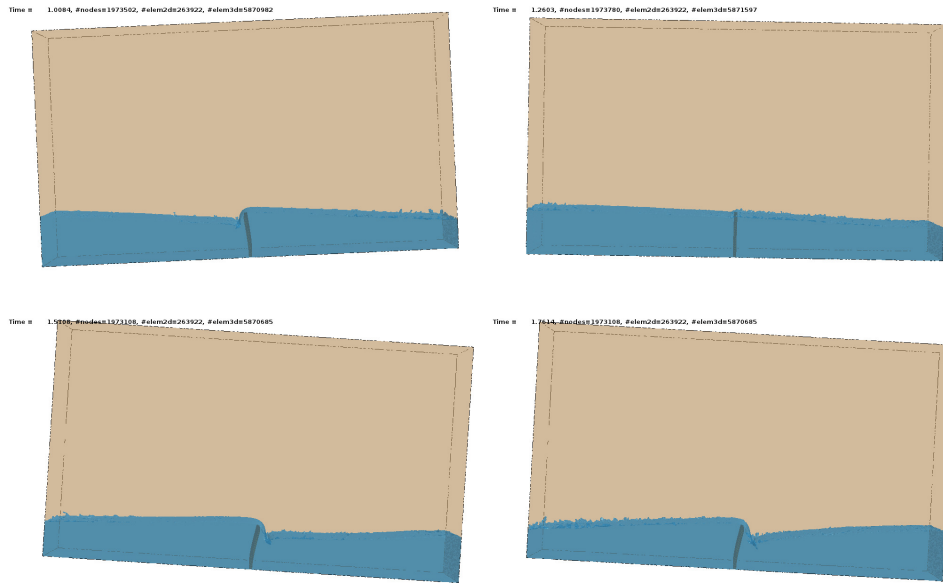 Time = 1.0084, #nodes=1973502, #elem2d=263922, #elem3d=5870982
Time = 1.2603, #nodes=1973780, #elem2d=263922, #elem3d=5871597
Time = #nodes=1973108, #elem2d=263922, #elem3d=5870685
Time = #nodes=1973108, #elem2d=263922, #elem3d=5870685